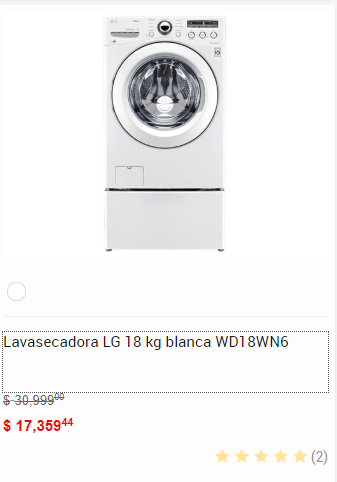 Lavasecadora LG 18 kg blanca WD18WN6
$ 30,999⁰⁰
$ 17,359⁴⁴
(2)